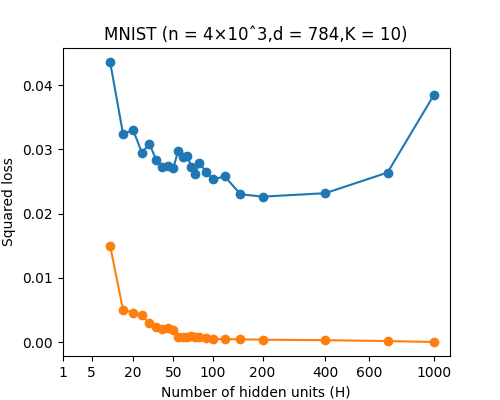 MNIST (n = 4×10ˆ3,d = 784,K = 10)
Squared loss
0.04
0.03
0.02
0.01
0.00
1 5 20 50 100 200 400 600 1000
Number of hidden units (H)